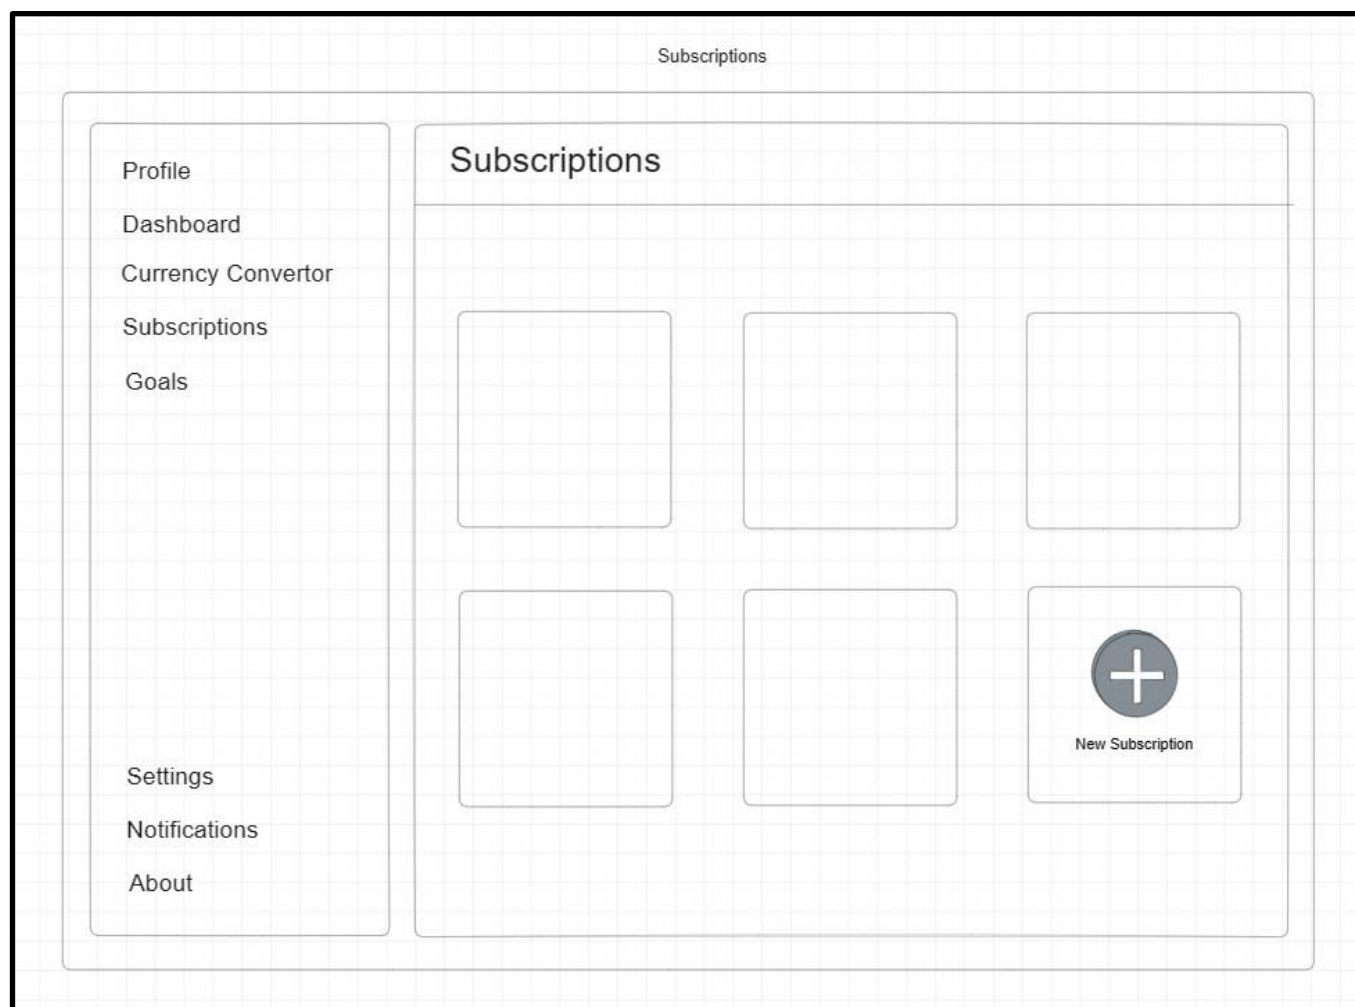 Subscriptions
Profile
Dashboard
Currency Convertor
Subscriptions
Goals
Settings
Notifications
About
Subscriptions
New Subscription